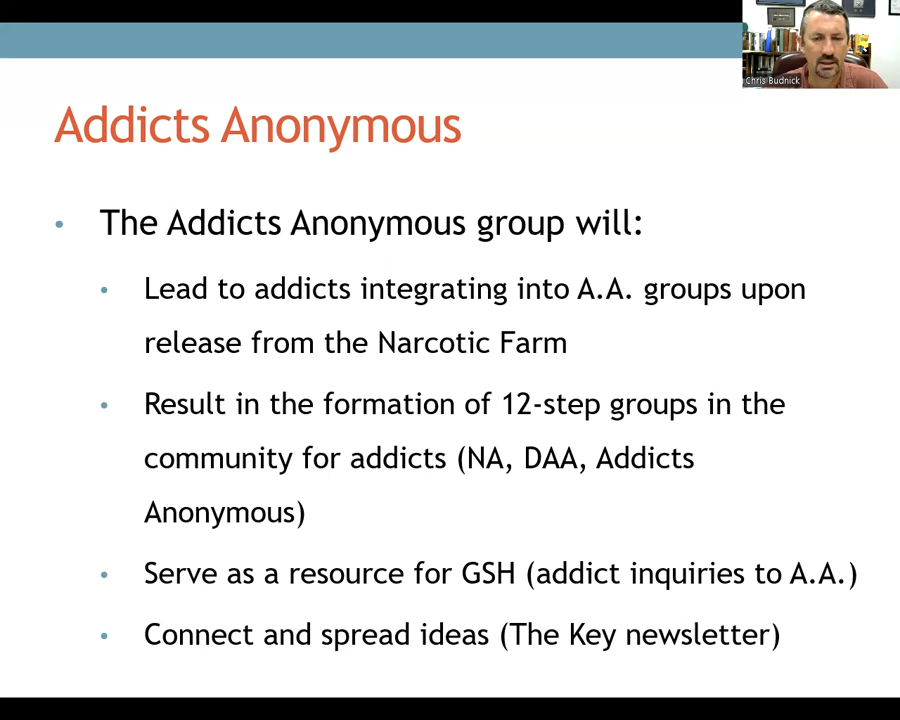 Chris Budnick
Addicts Anonymous
• The Addicts Anonymous group will:
• Lead to addicts integrating into A.A. groups upon
release from the Narcotic Farm
• Result in the formation of 12-step groups in the
community for addicts (NA, DAA, Addicts
Anonymous)
• Serve as a resource for GSH (addict inquiries to A.A.)
• Connect and spread ideas (The Key newsletter)